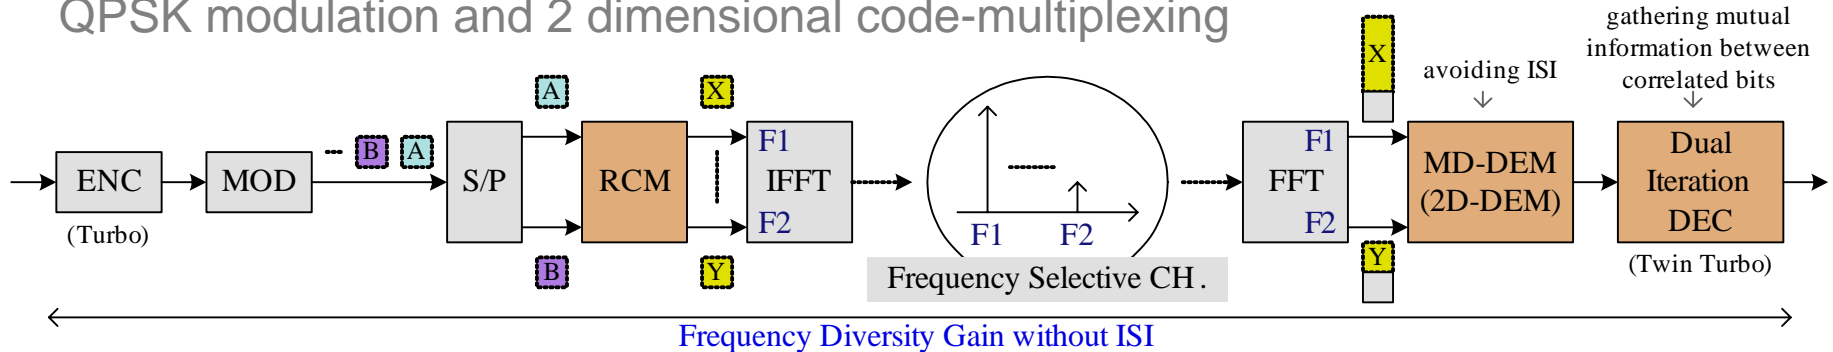 QPSK modulation and 2 dimensional code-multiplexing
gathering mutual
information between
correlated bits
avoiding ISI
X
A
X
B
A
ENC
(Turbo)
MOD
S/P
RCM
F1
IFFT
F2
B
Y
F1
F2
Frequency Selective CH.
F1
FFT
F2
Y
MD-DEM
(2D-DEM)
Dual
Iteration
DEC
(Twin Turbo)
Frequency Diversity Gain without ISI